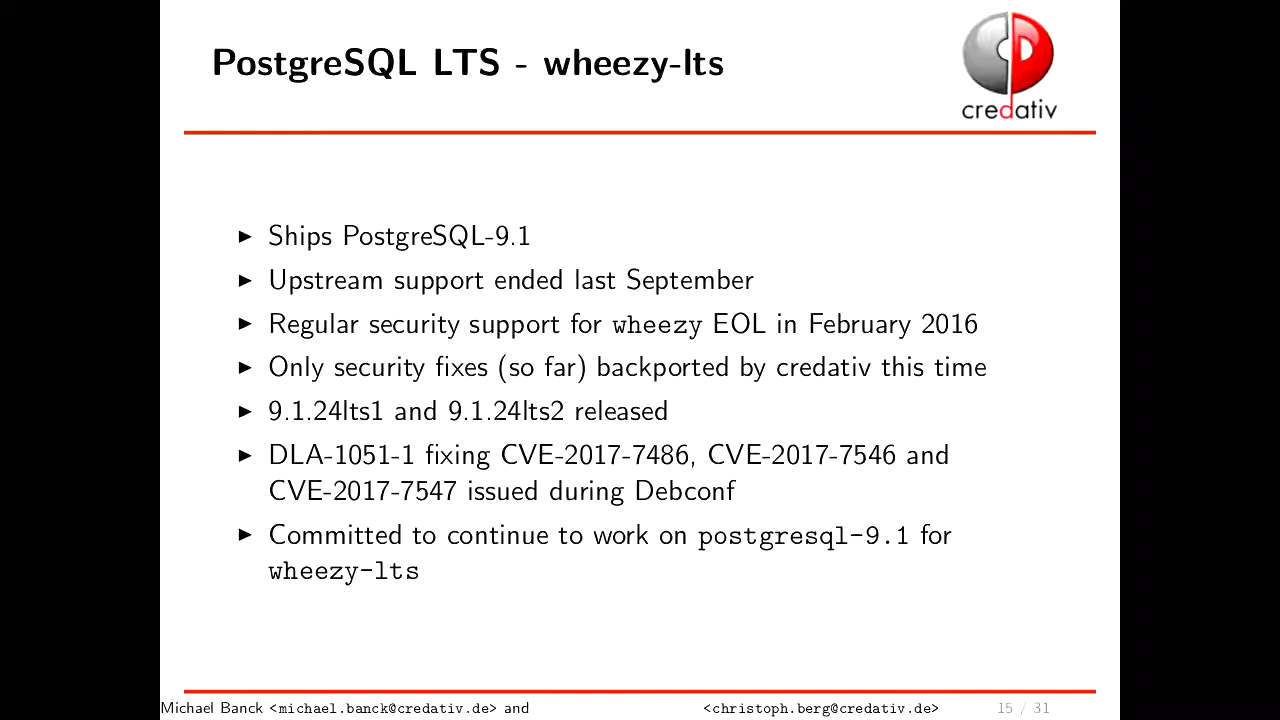 PostgreSQL LTS - wheezy-lts
credativ
▶ Ships PostgreSQL-9.1
▶ Upstream support ended last September
▶ Regular security support for wheezy EOL in February 2016
▶ Only security fixes (so far) backported by credativ this time
▶ 9.1.24lts1 and 9.1.24lts2 released
▶ DLA-1051-1 fixing CVE-2017-7486, CVE-2017-7546 and
CVE-2017-7547 issued during Debconf
▶ Committed to continue to work on postgresql-9.1 for
wheezy-lts
Michael Banck <michael.banck@credativ.de> and <christoph.berg@credativ.de> 15 / 31